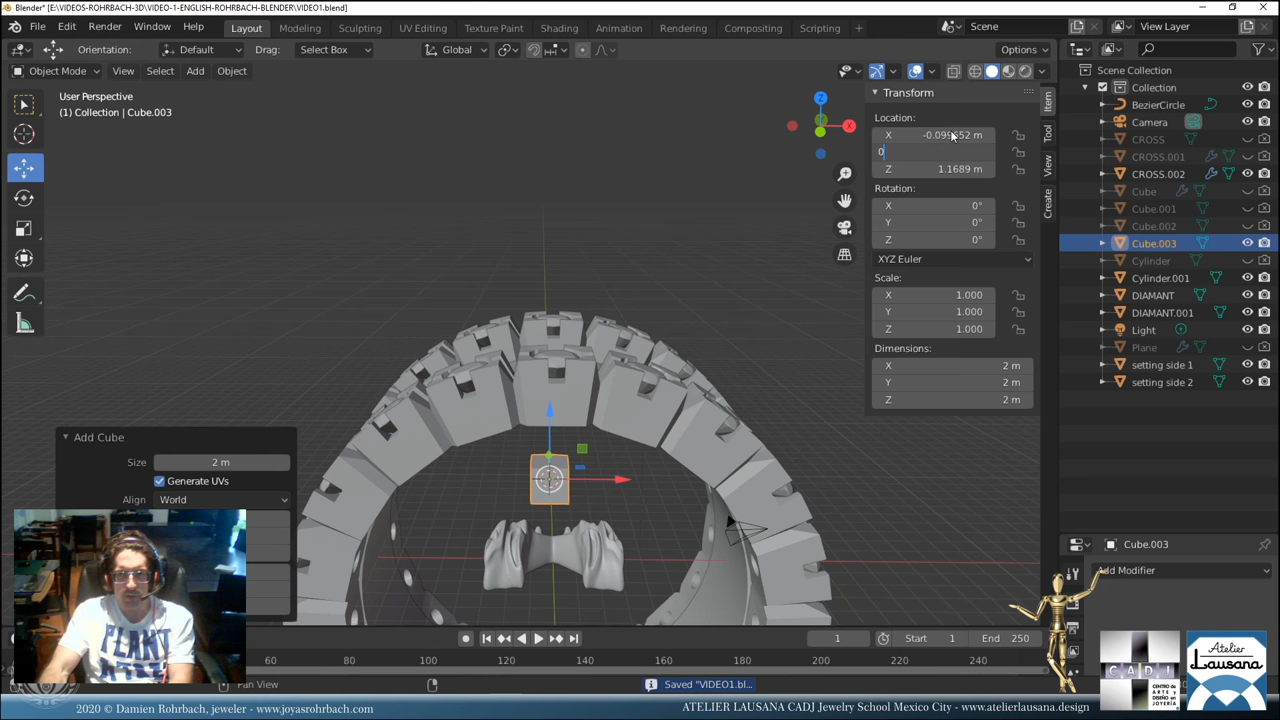 Blender* [E:\VIDEOS-ROHRBACH-3D\VIDEO-1-ENGLISH-ROHRBACH-BLENDER\VIDEO1.blend]
File Edit Render Window Help Layout Modeling Sculpting UV Editing Texture Paint Shading Animation Rendering Compositing Scripting + Scene View Layer
Orientation: Default Drag: Select Box Global Options
Object Mode View Select Add Object
User Perspective
(1) Collection | Cube.003
Z
X
Transform
Location:
X
Y
0
Z 1.1689 m
Rotation:
X 0°
Y 0°
Z 0°
XYZ Euler
Scale:
X 1.000
Y 1.000
Z 1.000
Dimensions:
X 2 m
Y 2 m
Z 2 m
Item
Tool
View
Create
Scene Collection
Collection
BezierCircle
Camera
CROSS
CROSS.001
CROSS.002
Cube
Cube.001
Cube.002
Cube.003
Cylinder
Cylinder.001
DIAMANT
DIAMANT.001
Light
Plane
setting side 1
setting side 2
Cube.003
Add Modifier
Add Cube
Size 2 m
Generate UVs
Align World
PLANT
1 Start 1 End 250
60 80 100 120 140 160 180 200 220 240
Pan View Saved "VIDEO1.bl...
CADJ
CENTRO DE
ARTE Y
DISEÑO EN
JOYERÍA
Atelier
Lausana
2020 © Damien Rohrbach, jeweler - www.joyasrohrbach.com ATELIER LAUSANA CADJ Jewelry School Mexico City - www.atelierlausana.design